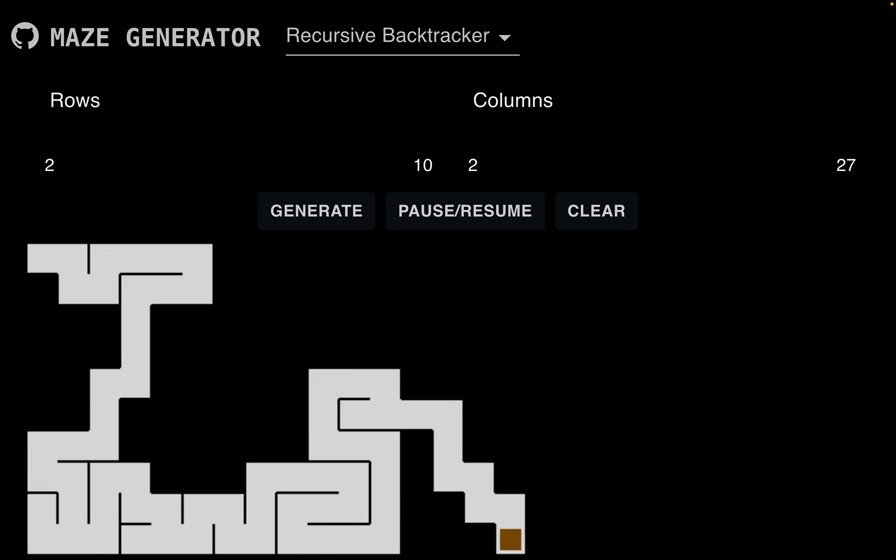 MAZE GENERATOR Recursive Backtracker
Rows Columns
2 10 2 27
GENERATE PAUSE/RESUME CLEAR